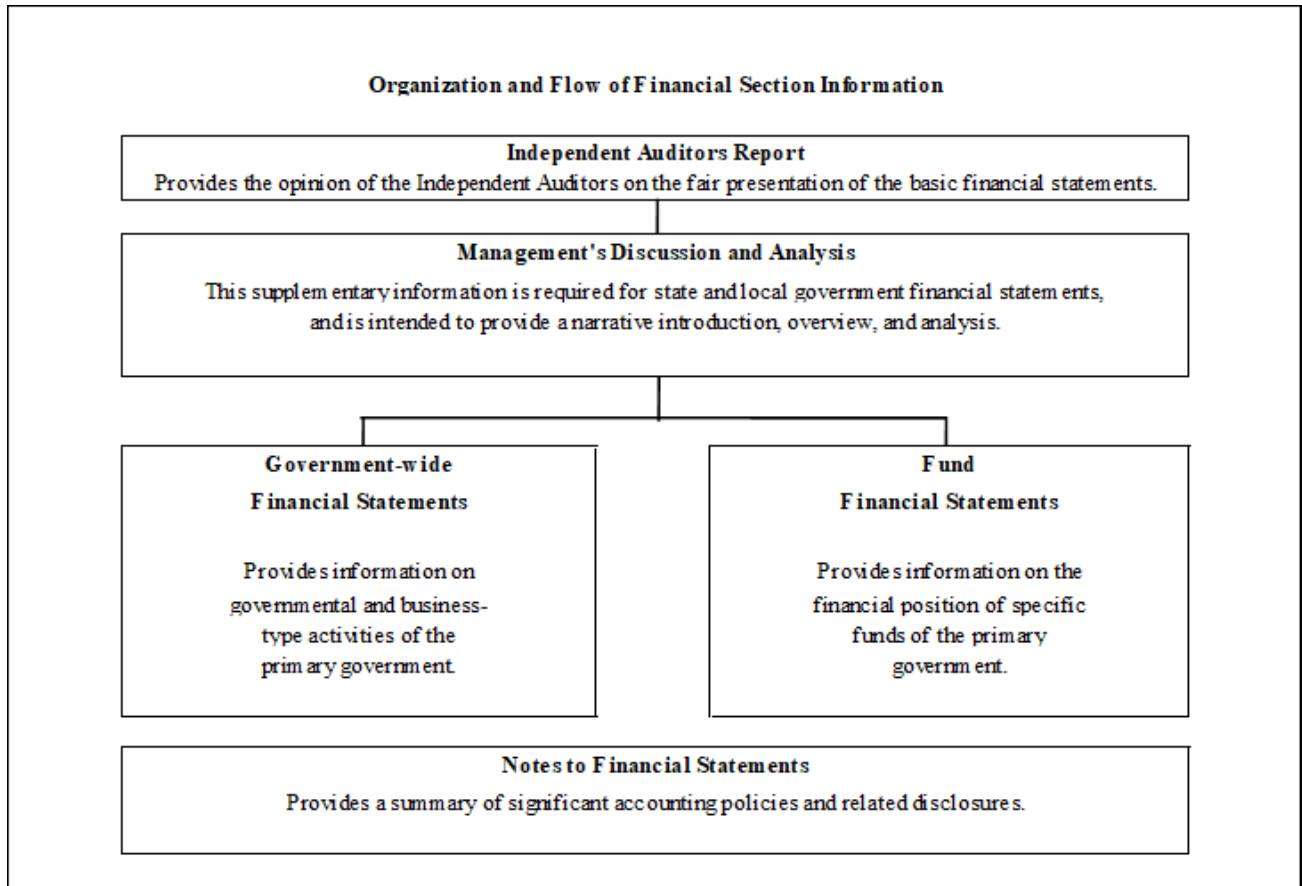 Organization and Flow of Financial Section Information
Independent Auditors Report
Provides the opinion of the Independent Auditors on the fair presentation of the basic financial statements.
Management's Discussion and Analysis
This supplementary information is required for state and local government financial statements,
and is intended to provide a narrative introduction, overview, and analysis.
Government-wide
Financial Statements
Provides information on
governmental and business-
type activities of the
primary government.
Fund
Financial Statements
Provides information on the
financial position of specific
funds of the primary
government.
Notes to Financial Statements
Provides a summary of significant accounting policies and related disclosures.